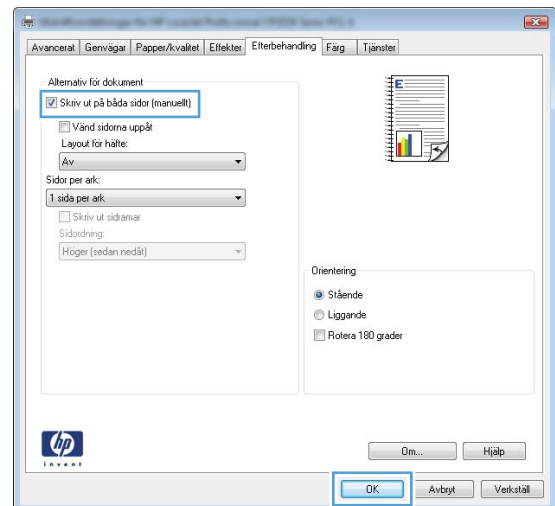 Avancerat Genvägar Papper/kvalitet Effekter Efterbehandling Färg Tjänster
Alternativ för dokument
Skriv ut på båda sidor (manuellt)
Vänd sidorna uppåt
Layout för häfte:
Av
Sidor per ark:
1 sida per ark
Skriv ut sidramar
Sidordning:
Höger (sedan nedåt)
E
Orientering
Stående
Liggande
Rotera 180 grader
hp
invent
Om... Hjälp
OK Avbryt Verkställ